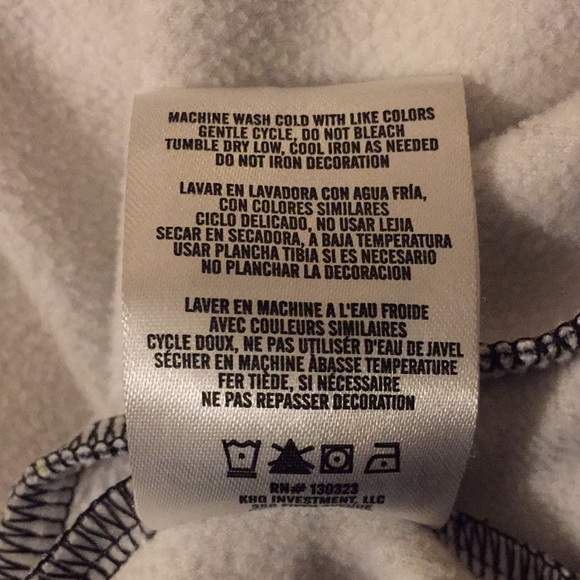 MACHINE WASH COLD WITH LIKE COLORS
GENTLE CYCLE, DO NOT BLEACH
TUMBLE DRY LOW, COOL IRON AS NEEDED
DO NOT IRON DECORATION
LAVAR EN LAVADORA CON AGUA FRÍA,
CON COLORES SIMILARES
CICLO DELICADO, NO USAR LEJIA
SECAR EN SECADORA, A BAJA TEMPERATURA
USAR PLANCHA TIBIA SI ES NECESARIO
NO PLANCHAR LA DECORACION
LAVER EN MACHINE A L'EAU FROIDE
AVEC COULEURS SIMILAIRES
CYCLE DOUX, NE PAS UTILISER D'EAU DE JAVEL
SÉCHER EN MACHINE ÀBASSE TEMPERATURE
FER TIÈDE, SI NÉCESSAIRE
NE PAS REPASSER DECORATION
RN# 130323
KHQ INVESTMENT, LLC